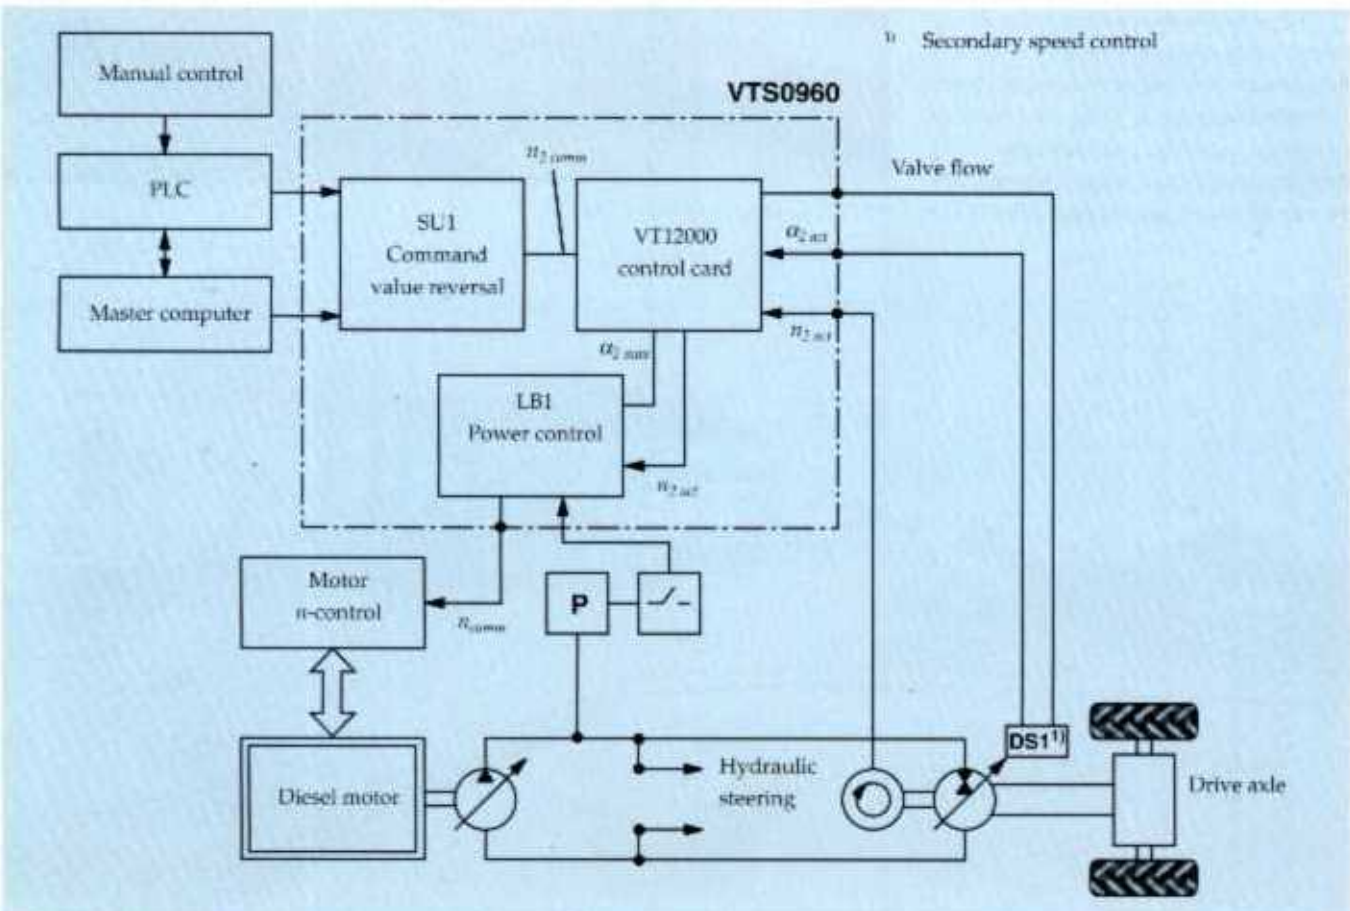 1) Secondary speed control
Manual control
VTS0960
PLC
n2 comm
Valve flow
SU1
Command
value reversal
VT12000
control card
α2 act
Master computer
n2 act
α2 max
LB1
Power control
n2 act
Motor
n-control
ncomm
P
DS1 1)
Diesel motor
Hydraulic
steering
Drive axle